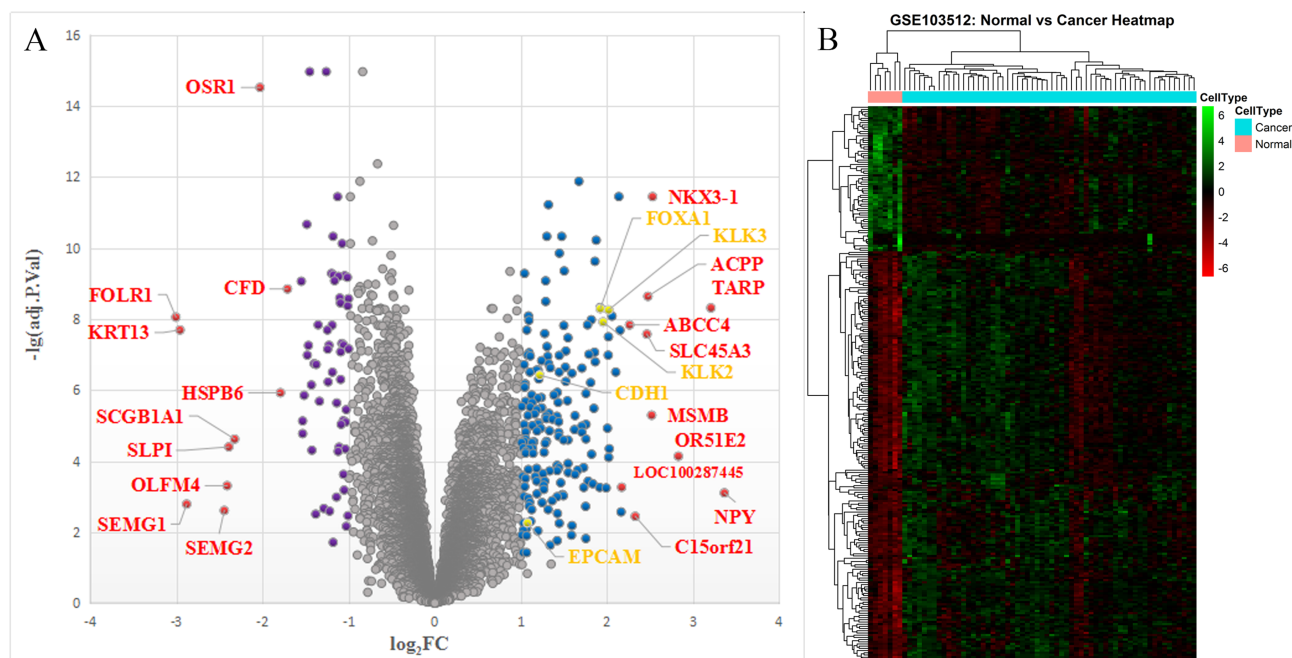 A
16
14
12
10
8
6
4
2
0
-4
-3
-2
-1
0
1
2
3
4
-lg(adj.P.Val)
log2FC
OSR1
CFD
FOLR1
KRT13
HSPB6
SCGB1A1
SLPI
OLFM4
SEMG1
SEMG2
NKX3-1
FOXA1
KLK3
ACPP
TARP
ABCC4
SLC45A3
KLK2
CDH1
MSMB
OR51E2
LOC100287445
NPY
C15orf21
EPCAM
B
GSE103512: Normal vs Cancer Heatmap
CellType
6
4
2
0
-2
-4
-6
CellType
Cancer
Normal